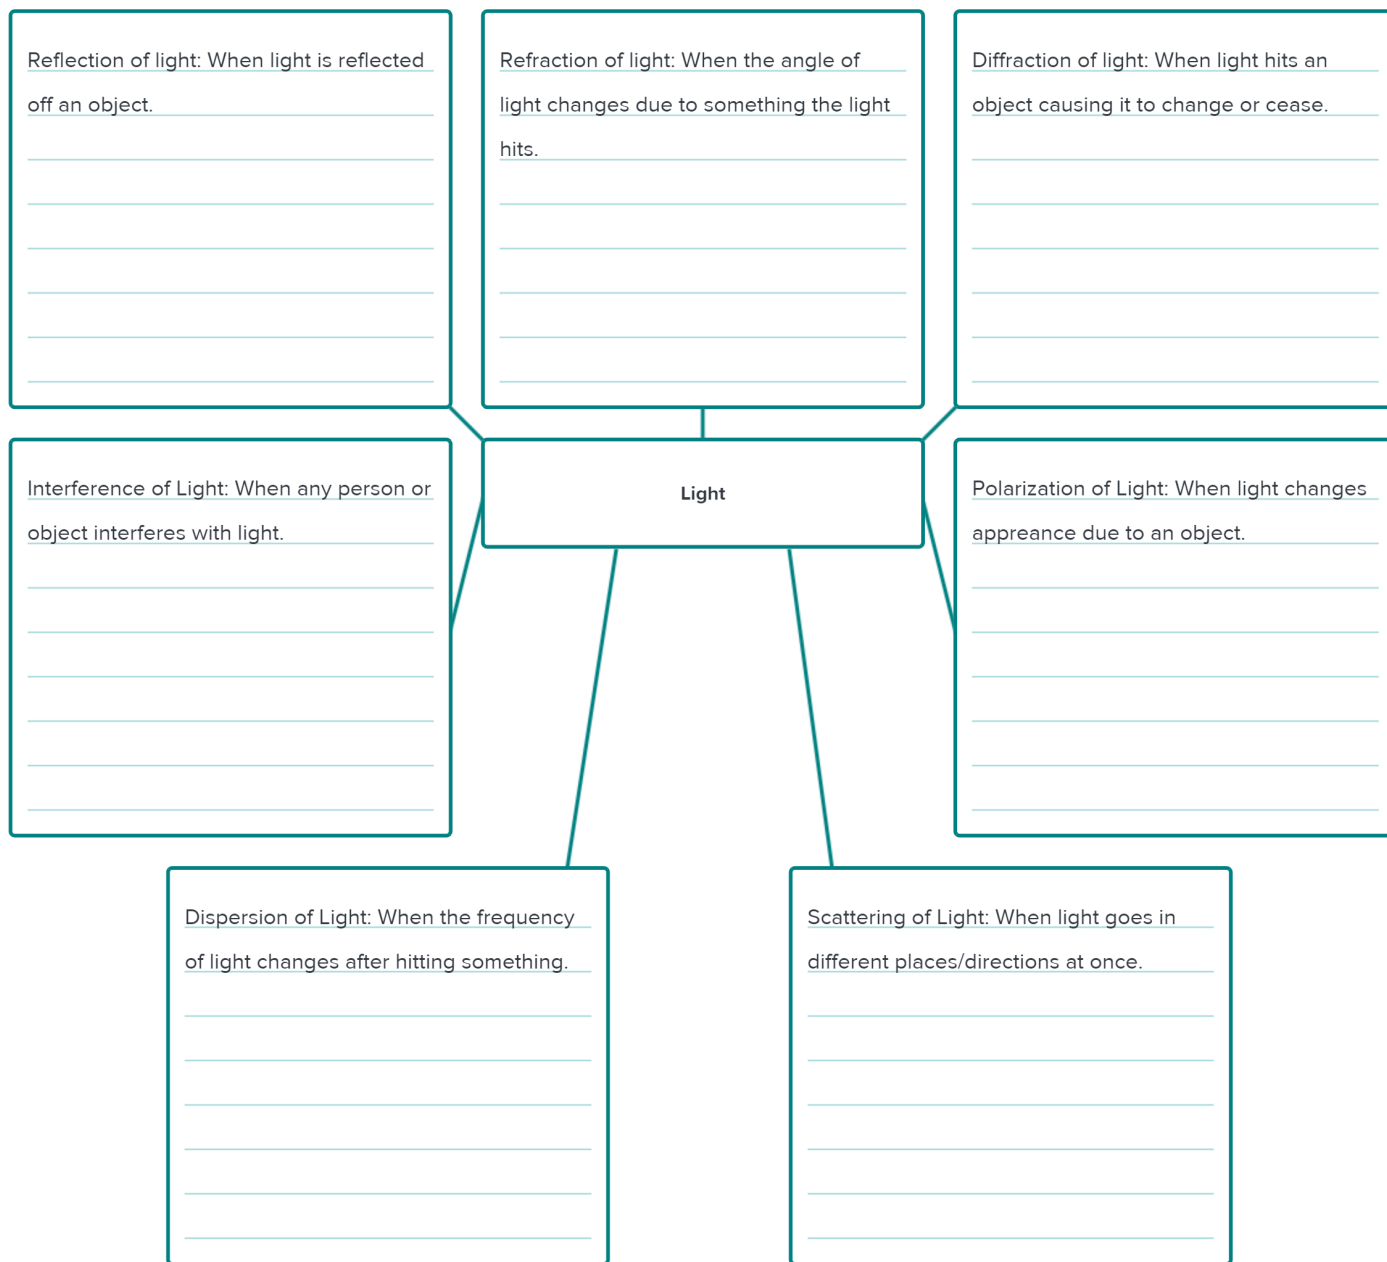 Reflection of light: When light is reflected
off an object.
Refraction of light: When the angle of
light changes due to something the light
hits.
Diffraction of light: When light hits an
object causing it to change or cease.
Interference of Light: When any person or
object interferes with light.
Light
Polarization of Light: When light changes
appreance due to an object.
Dispersion of Light: When the frequency
of light changes after hitting something.
Scattering of Light: When light goes in
different places/directions at once.